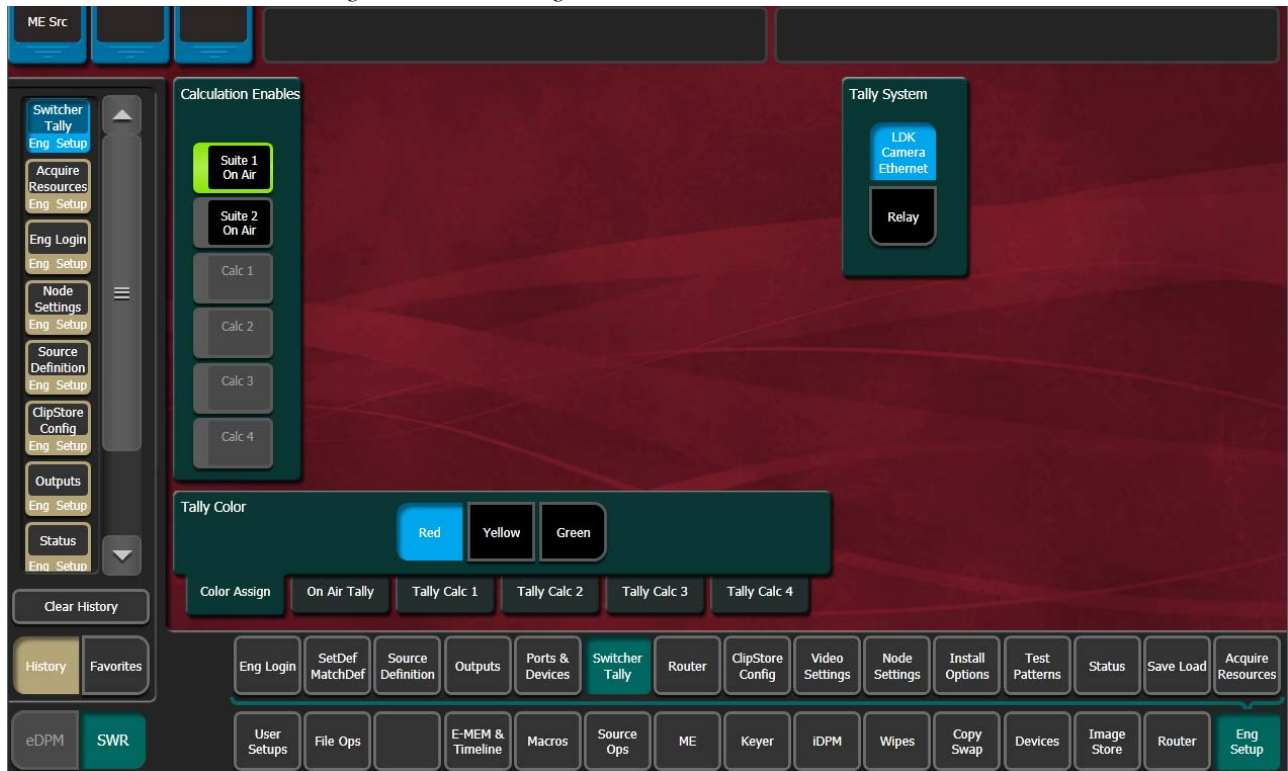 ME Src
Calculation Enables
Tally System
Switcher
Tally
Eng Setup
Acquire
Resources
Eng Setup
Eng Login
Eng Setup
Node
Settings
Eng Setup
Source
Definition
Eng Setup
ClipStore
Config
Eng Setup
Outputs
Eng Setup
Status
Eng Setup
Clear History
History
Favorites
eDPM
SWR
Suite 1
On Air
Suite 2
On Air
Calc 1
Calc 2
Calc 3
Calc 4
LDK
Camera
Ethernet
Relay
Tally Color
Red
Yellow
Green
Color Assign
On Air Tally
Tally Calc 1
Tally Calc 2
Tally Calc 3
Tally Calc 4
Eng Login
SetDef
MatchDef
Source
Definition
Outputs
Ports &
Devices
Switcher
Tally
Router
ClipStore
Config
Video
Settings
Node
Settings
Install
Options
Test
Patterns
Status
Save Load
Acquire
Resources
User
Setups
File Ops
E-MEM &
Timeline
Macros
Source
Ops
ME
Keyer
iDPM
Wipes
Copy
Swap
Devices
Image
Store
Router
Eng
Setup